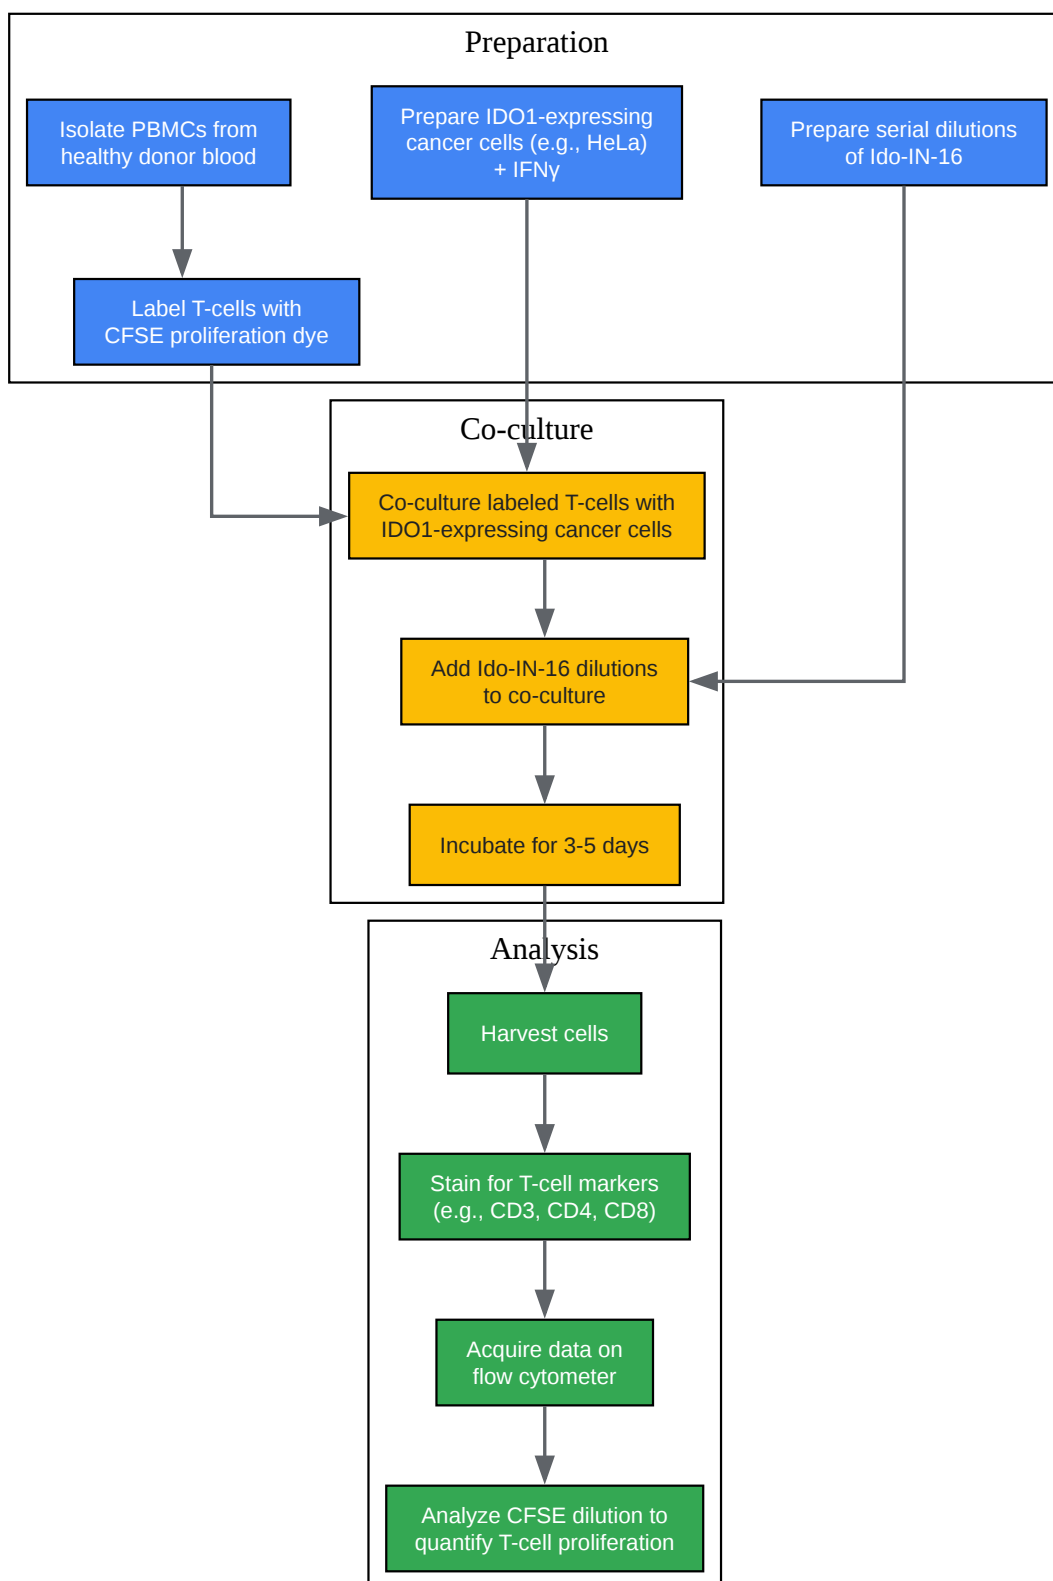 Preparation
Isolate PBMCs from
healthy donor blood
Prepare IDO1-expressing
cancer cells (e.g., HeLa)
+ IFNγ
Prepare serial dilutions
of Ido-IN-16
Label T-cells with
CFSE proliferation dye
Co-culture
Co-culture labeled T-cells with
IDO1-expressing cancer cells
Add Ido-IN-16 dilutions
to co-culture
Incubate for 3-5 days
Analysis
Harvest cells
Stain for T-cell markers
(e.g., CD3, CD4, CD8)
Acquire data on
flow cytometer
Analyze CFSE dilution to
quantify T-cell proliferation